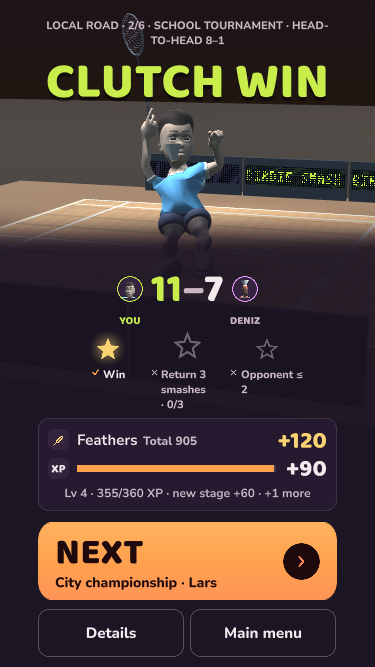 LOCAL ROAD · 2/6 · SCHOOL TOURNAMENT · HEAD-
TO-HEAD 8–1
CLUTCH WIN
11–7
YOU
DENIZ
Win
Return 3
smashes
· 0/3
Opponent ≤
2
Feathers Total 905 +120
XP +90
Lv 4 · 355/360 XP · new stage +60 · +1 more
NEXT
City championship · Lars
Details
Main menu